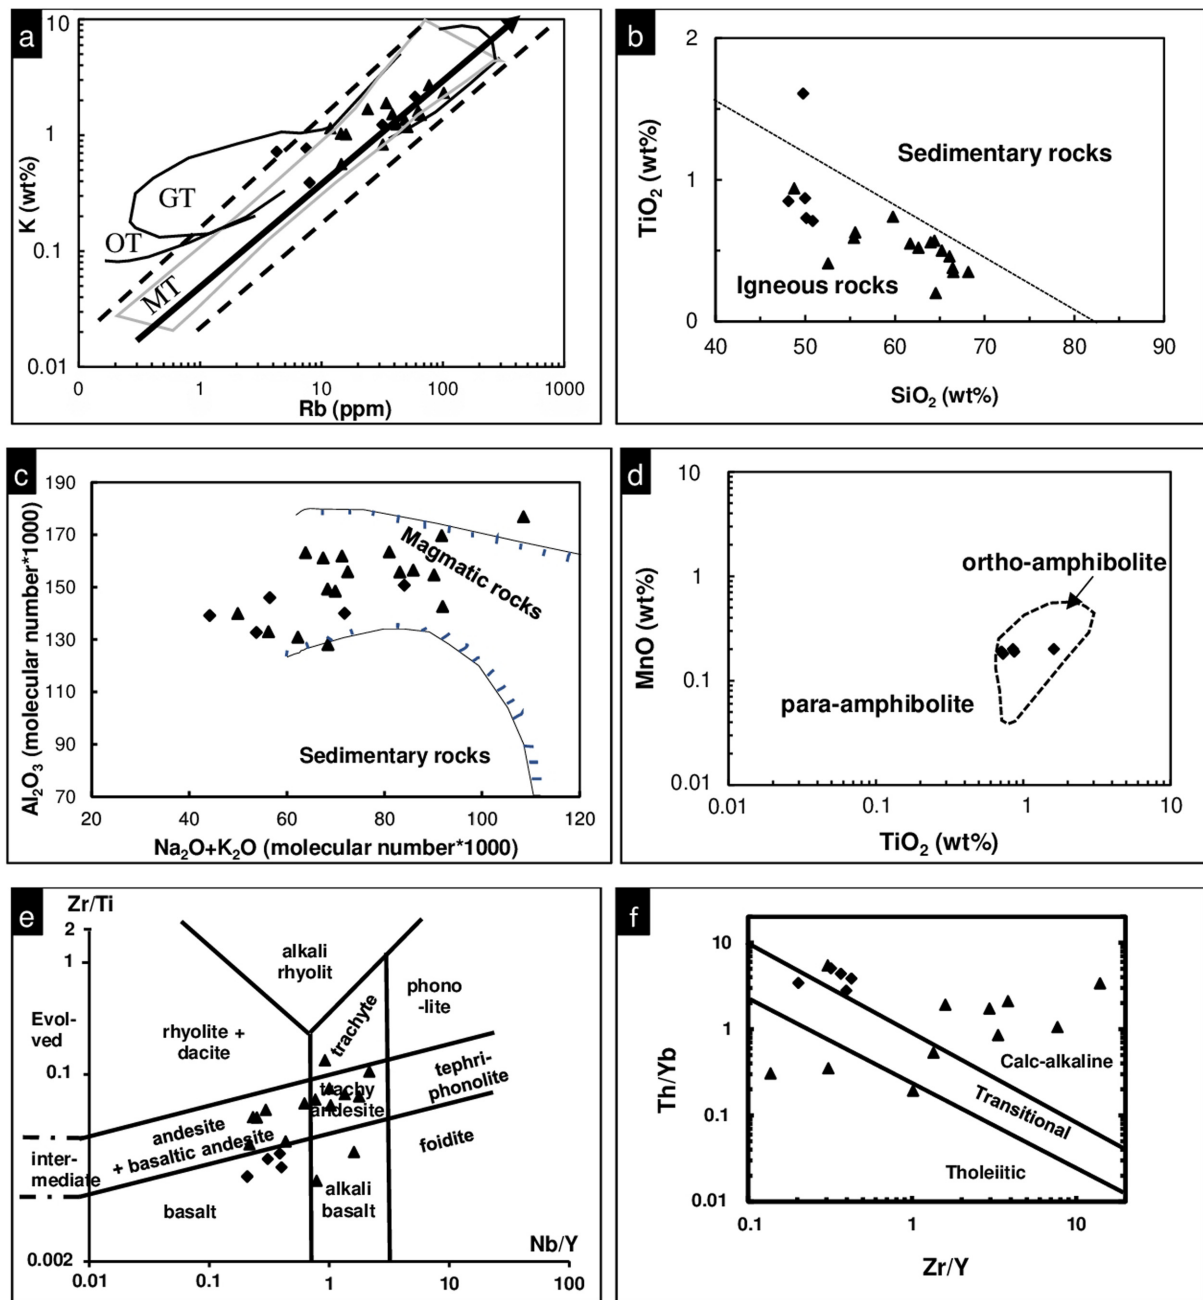 a
10
1
0.1
0.01
K (wt%)
GT
OT
MT
0
1
10
100
1000
Rb (ppm)
b
2
1
0
TiO2 (wt%)
Sedimentary rocks
Igneous rocks
40
50
60
70
80
90
SiO2 (wt%)
c
190
170
150
130
110
90
70
Al2O3 (molecular number*1000)
Magmatic rocks
Sedimentary rocks
20
40
60
80
100
120
Na2O+K2O (molecular number*1000)
d
10
1
0.1
0.01
MnO (wt%)
ortho-amphibolite
para-amphibolite
0.01
0.1
1
10
TiO2 (wt%)
e
Zr/Ti
2
1
0.1
0.002
Evol-
ved
inter-
mediate
alkali
rhyolit
rhyolite +
dacite
trachyte
phono
-lite
tephri-
phonolite
trachy
andesite
andesite
+ basaltic andesite
foidite
basalt
alkali
basalt
Nb/Y
0.01
0.1
1
10
100
f
10
1
0.1
0.01
Th/Yb
Calc-alkaline
Transitional
Tholeiitic
0.1
1
10
Zr/Y